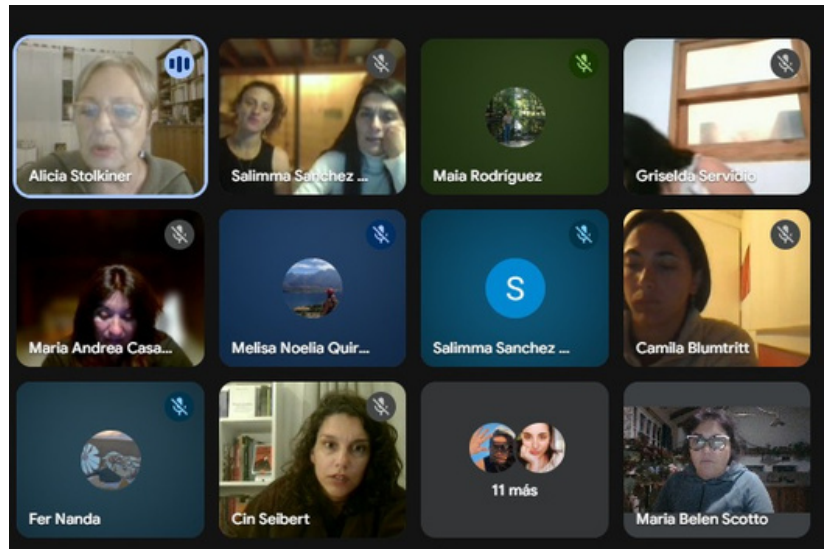 Alicia Stolkiner
Salimma Sanchez ...
Maia Rodríguez
Griselda Servidio
Maria Andrea Casa...
Melisa Noelia Quir...
S
Salimma Sanchez ...
Camila Blumtritt
Fer Nanda
Cin Seibert
11 más
Maria Belen Scotto